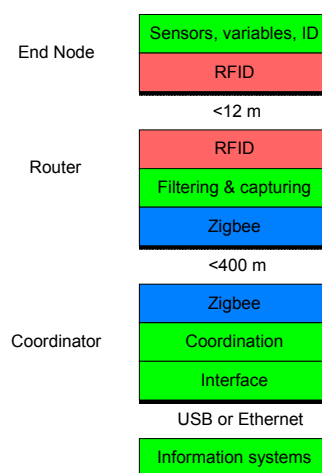 Sensors, variables, ID
End Node
RFID
<12 m
RFID
Router
Filtering & capturing
Zigbee
<400 m
Zigbee
Coordinator
Coordination
Interface
USB or Ethernet
Information systems